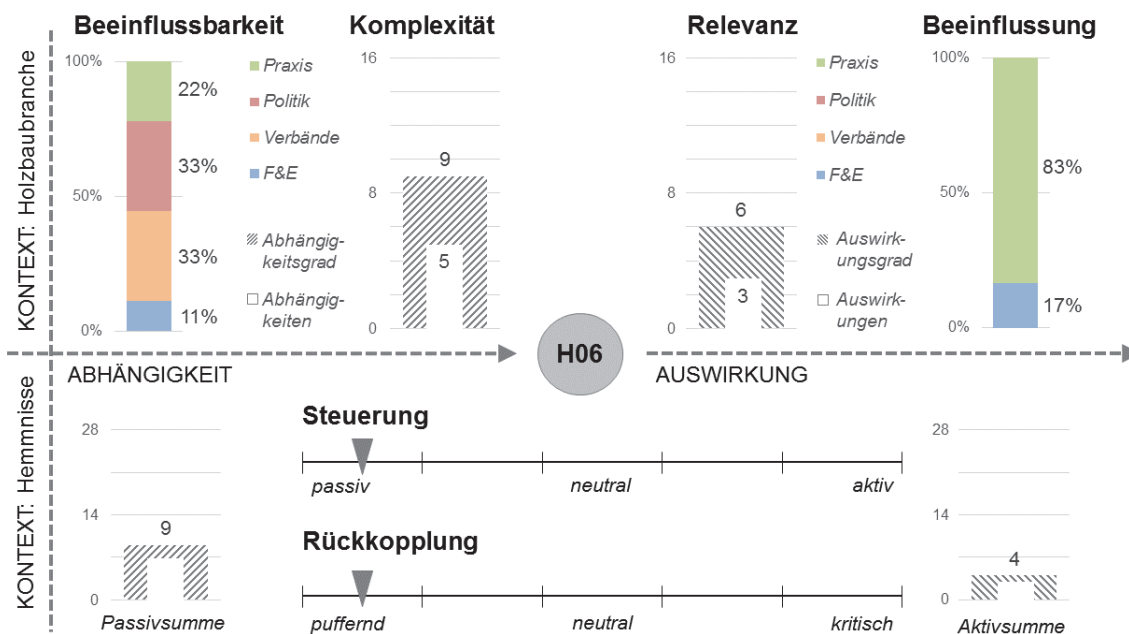 Beeinflussbarkeit
Komplexität
Relevanz
Beeinflussung
KONTEXT: Holzbaubranche
100%
50%
0%
22%
33%
33%
11%
Praxis
Politik
Verbände
F&E
Abhängig-
keitsgrad
Abhängig-
keiten
16
8
0
9
5
16
8
0
6
3
Praxis
Politik
Verbände
F&E
Auswirk-
ungsgrad
Auswirk-
ungen
100%
50%
0%
83%
17%
H06
ABHÄNGIGKEIT
AUSWIRKUNG
KONTEXT: Hemmnisse
28
14
0
9
Passivsumme
Steuerung
passiv
neutral
aktiv
Rückkopplung
puffernd
neutral
kritisch
28
14
0
4
Aktivsumme